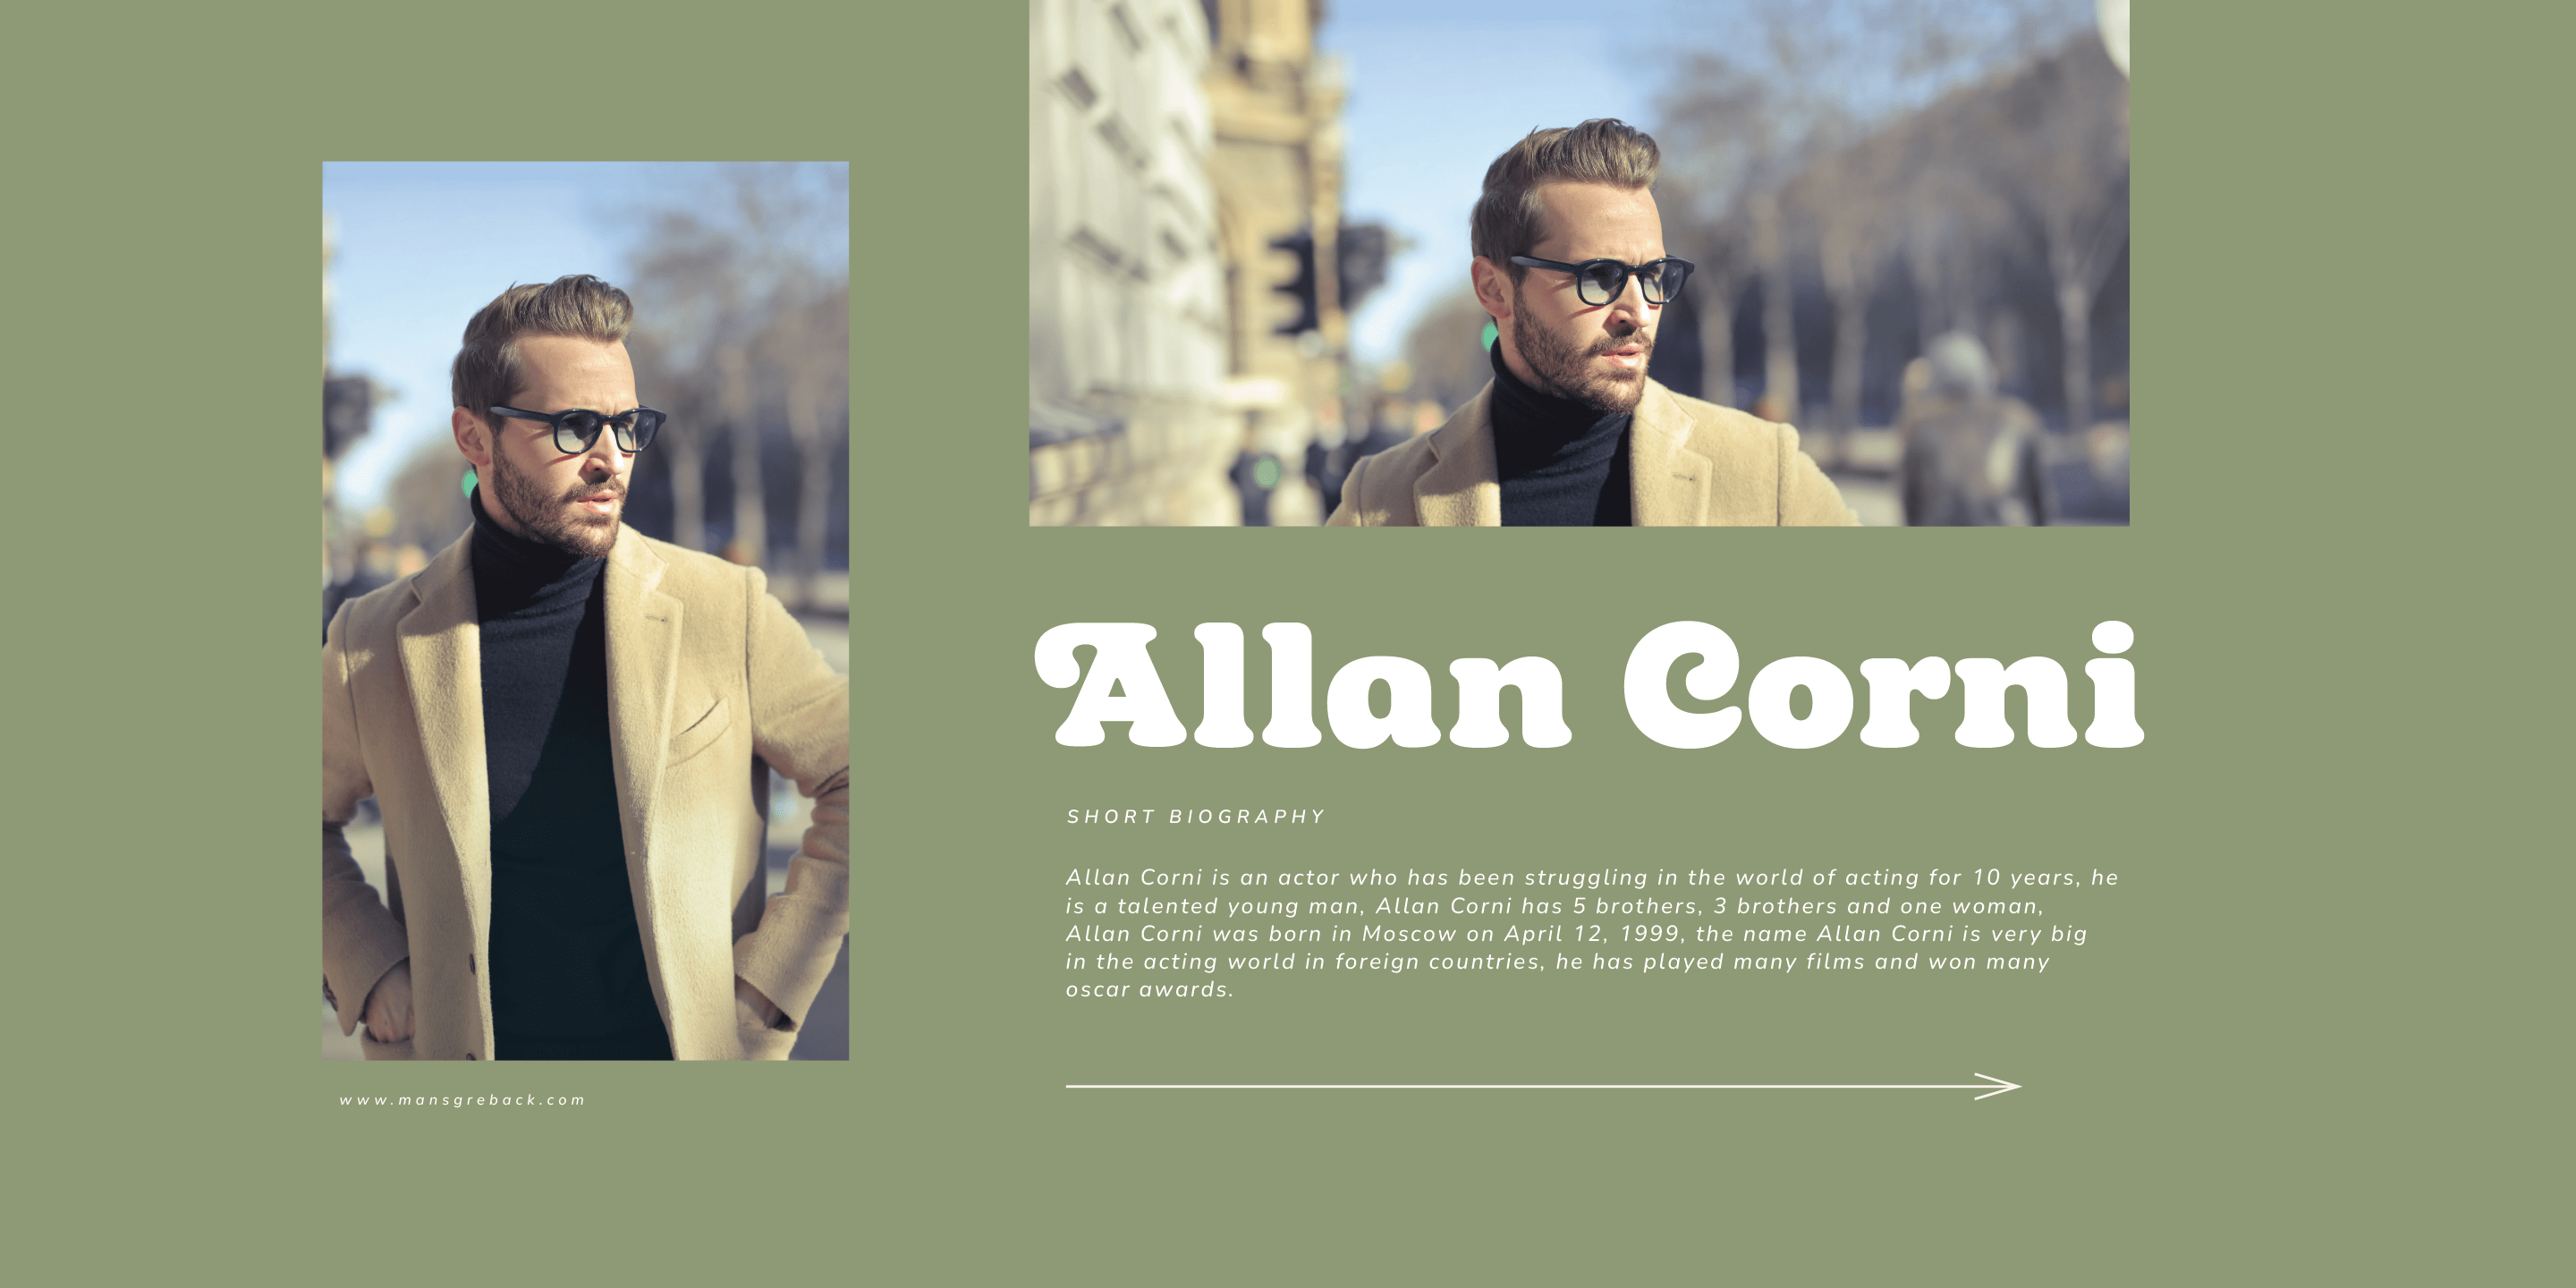 Allan Corni
SHORT BIOGRAPHY
Allan Corni is an actor who has been struggling in the world of acting for 10 years, he
is a talented young man, Allan Corni has 5 brothers, 3 brothers and one woman,
Allan Corni was born in Moscow on April 12, 1999, the name Allan Corni is very big
in the acting world in foreign countries, he has played many films and won many
oscar awards.
www.mansgreback.com